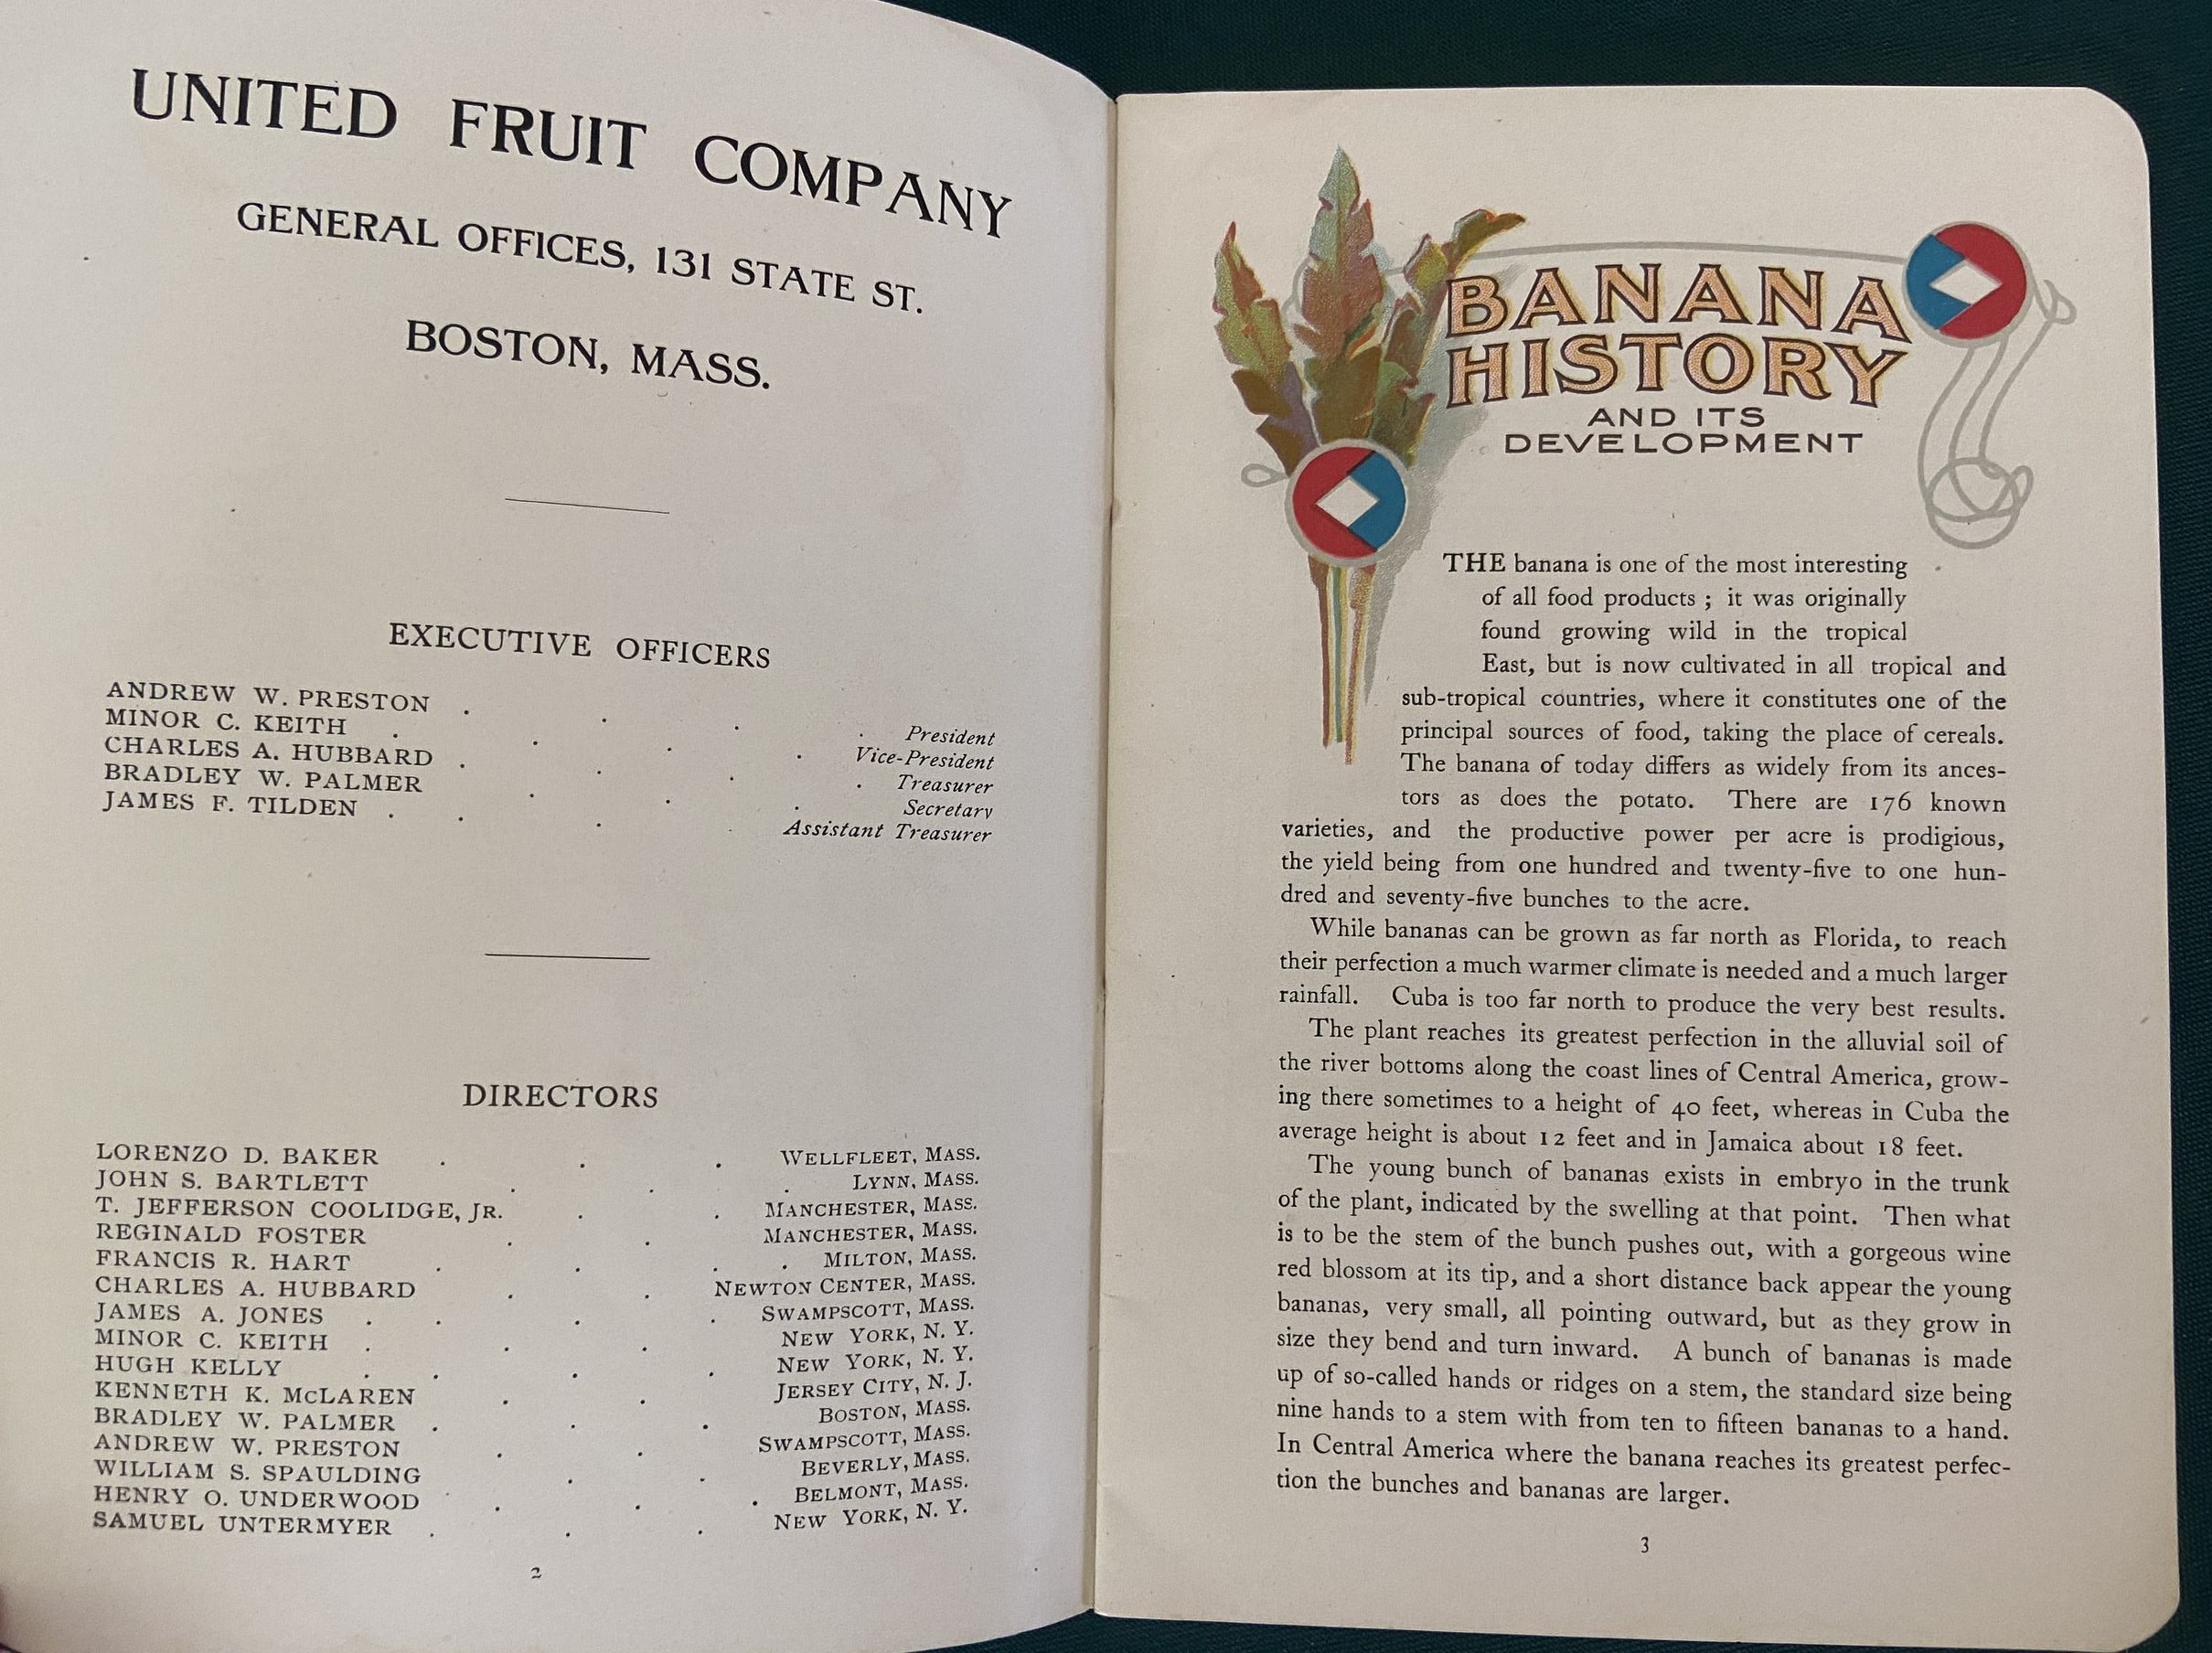 UNITED FRUIT COMPANY
GENERAL OFFICES, 131 STATE ST.
BOSTON, MASS.
EXECUTIVE OFFICERS
ANDREW W. PRESTON . . . . President
MINOR C. KEITH . . . . Vice-President
CHARLES A. HUBBARD . . . . Treasurer
BRADLEY W. PALMER . . . Secretary
JAMES F. TILDEN . . . Assistant Treasurer
DIRECTORS
LORENZO D. BAKER . . . WELLFLEET, MASS.
JOHN S. BARTLETT . . . LYNN, MASS.
T. JEFFERSON COOLIDGE, JR. . . MANCHESTER, MASS.
REGINALD FOSTER . . MANCHESTER, MASS.
FRANCIS R. HART . . . . MILTON, MASS.
CHARLES A. HUBBARD . . NEWTON CENTER, MASS.
JAMES A. JONES . . . . SWAMPSCOTT, MASS.
MINOR C. KEITH . . . NEW YORK, N. Y.
HUGH KELLY . . . . NEW YORK, N. Y.
KENNETH K. McLAREN . . JERSEY CITY, N. J.
BRADLEY W. PALMER . . . BOSTON, MASS.
ANDREW W. PRESTON . . SWAMPSCOTT, MASS.
WILLIAM S. SPAULDING . . BEVERLY, MASS.
HENRY O. UNDERWOOD . . . BELMONT, MASS.
SAMUEL UNTERMYER . . . NEW YORK, N. Y.
2
BANANA
HISTORY
AND ITS
DEVELOPMENT
THE banana is one of the most interesting
of all food products ; it was originally
found growing wild in the tropical
East, but is now cultivated in all tropical and
sub-tropical countries, where it constitutes one of the
principal sources of food, taking the place of cereals.
The banana of today differs as widely from its ances-
tors as does the potato. There are 176 known
varieties, and the productive power per acre is prodigious,
the yield being from one hundred and twenty-five to one hun-
dred and seventy-five bunches to the acre.
While bananas can be grown as far north as Florida, to reach
their perfection a much warmer climate is needed and a much larger
rainfall. Cuba is too far north to produce the very best results.
The plant reaches its greatest perfection in the alluvial soil of
the river bottoms along the coast lines of Central America, grow-
ing there sometimes to a height of 40 feet, whereas in Cuba the
average height is about 12 feet and in Jamaica about 18 feet.
The young bunch of bananas exists in embryo in the trunk
of the plant, indicated by the swelling at that point. Then what
is to be the stem of the bunch pushes out, with a gorgeous wine
red blossom at its tip, and a short distance back appear the young
bananas, very small, all pointing outward, but as they grow in
size they bend and turn inward. A bunch of bananas is made
up of so-called hands or ridges on a stem, the standard size being
nine hands to a stem with from ten to fifteen bananas to a hand.
In Central America where the banana reaches its greatest perfec-
tion the bunches and bananas are larger.
3